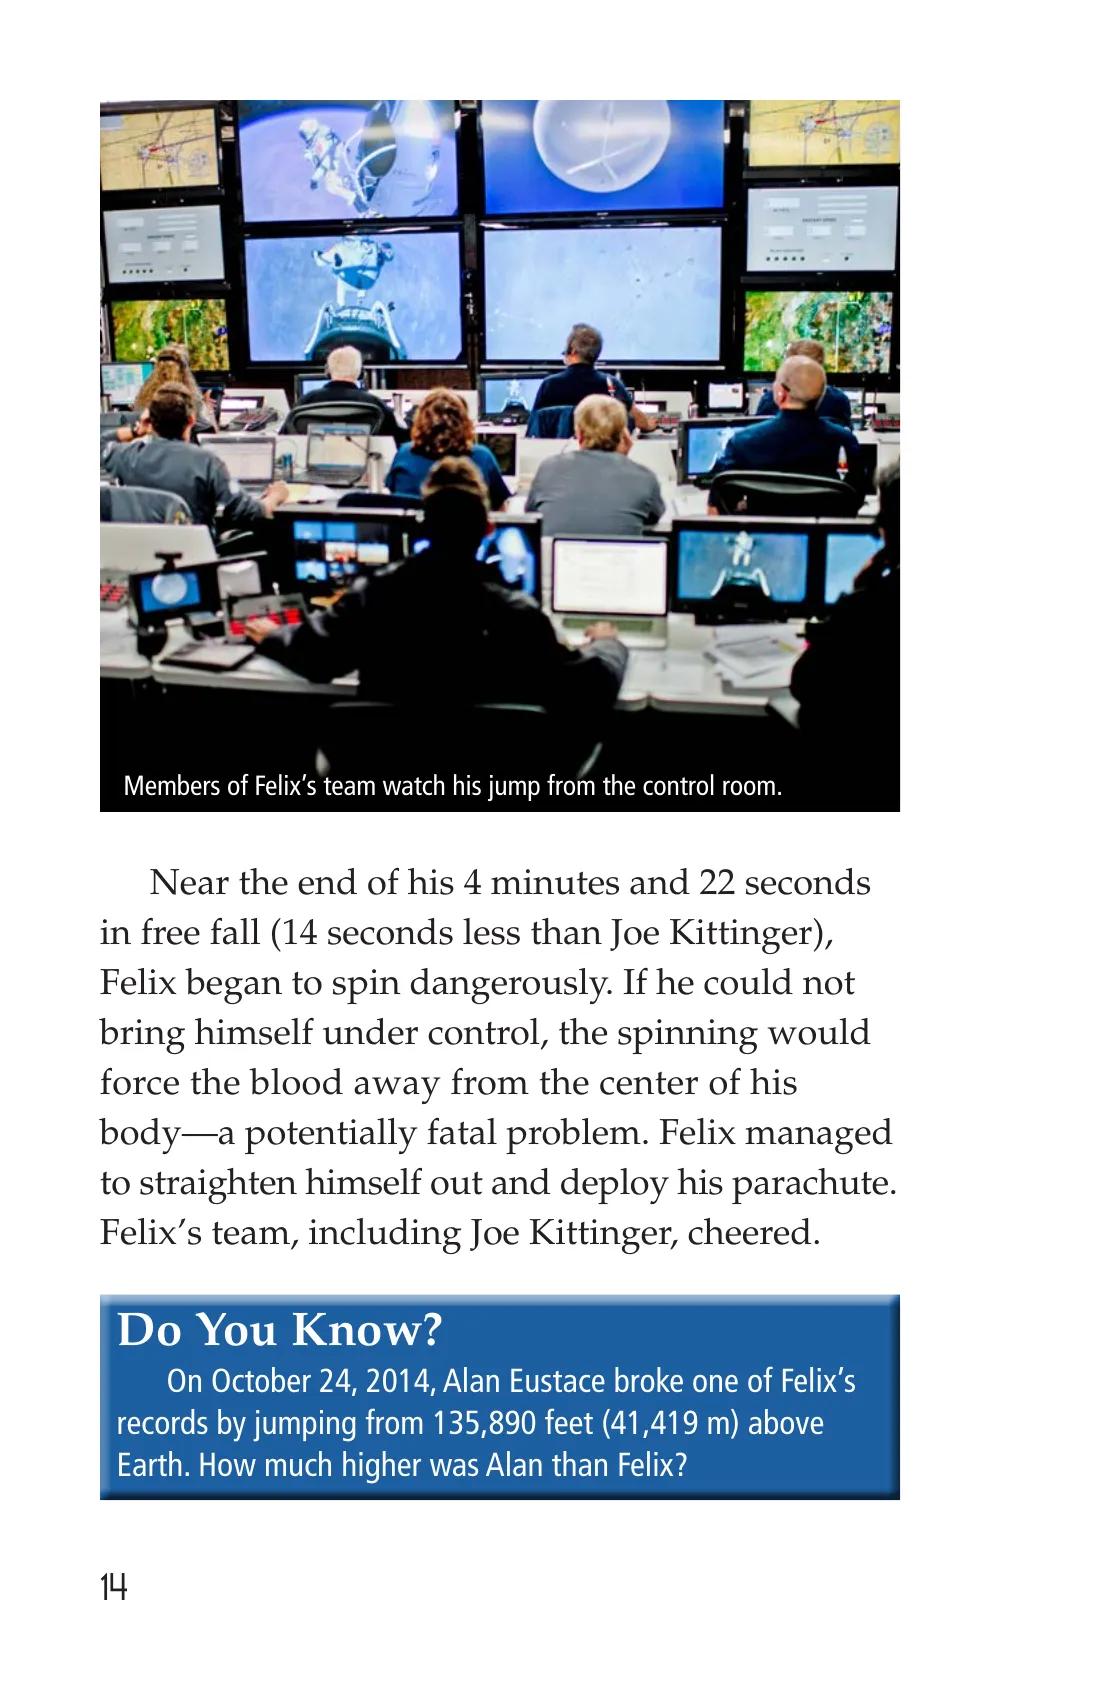 Members of Felix’s team watch his jump from the control room.
Near the end of his 4 minutes and 22 seconds
in free fall (14 seconds less than Joe Kittinger),
Felix began to spin dangerously. If he could not
bring himself under control, the spinning would
force the blood away from the center of his
body—a potentially fatal problem. Felix managed
to straighten himself out and deploy his parachute.
Felix’s team, including Joe Kittinger, cheered.
Do You Know?
On October 24, 2014, Alan Eustace broke one of Felix’s
records by jumping from 135,890 feet (41,419 m) above
Earth. How much higher was Alan than Felix?
14